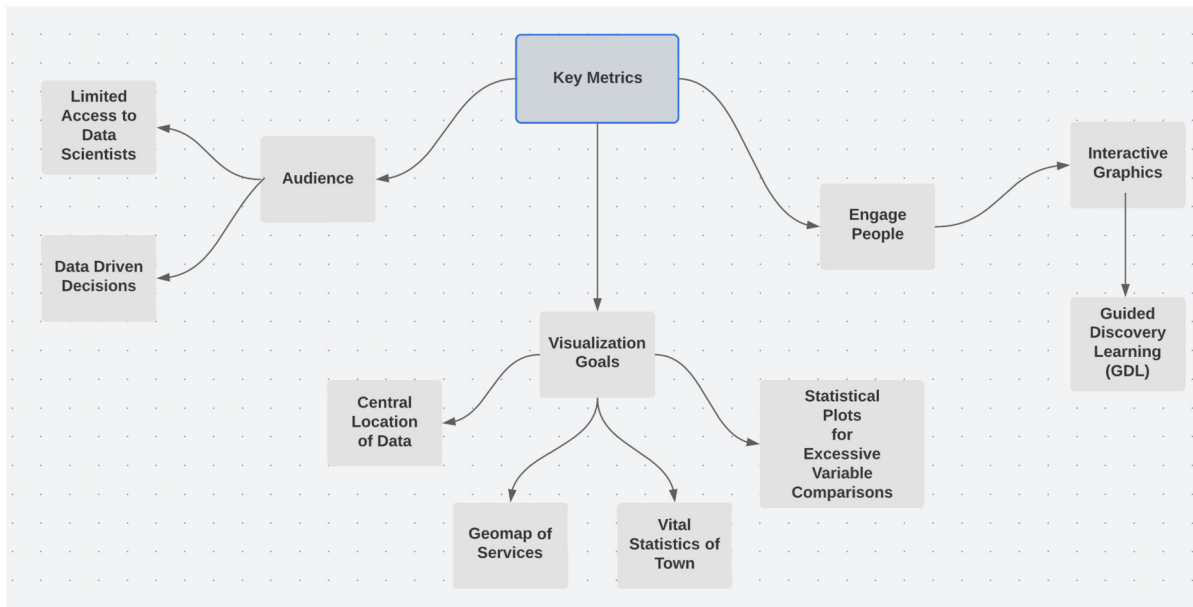 Key Metrics
Limited
Access to
Data
Scientists
Audience
Data Driven
Decisions
Engage
People
Interactive
Graphics
Guided
Discovery
Learning
(GDL)
Visualization
Goals
Central
Location
of Data
Geomap of
Services
Vital
Statistics of
Town
Statistical
Plots
for
Excessive
Variable
Comparisons